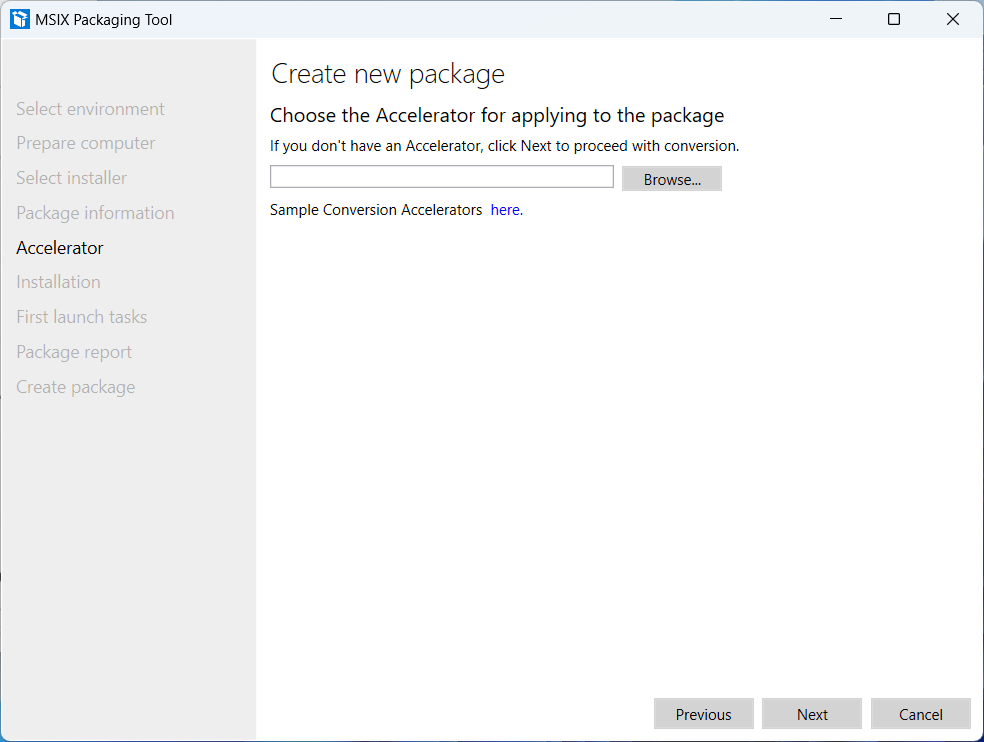 MSIX Packaging Tool
Select environment
Prepare computer
Select installer
Package information
Accelerator
Installation
First launch tasks
Package report
Create package
Create new package
Choose the Accelerator for applying to the package
If you don't have an Accelerator, click Next to proceed with conversion.
Browse...
Sample Conversion Accelerators here.
Previous Next Cancel